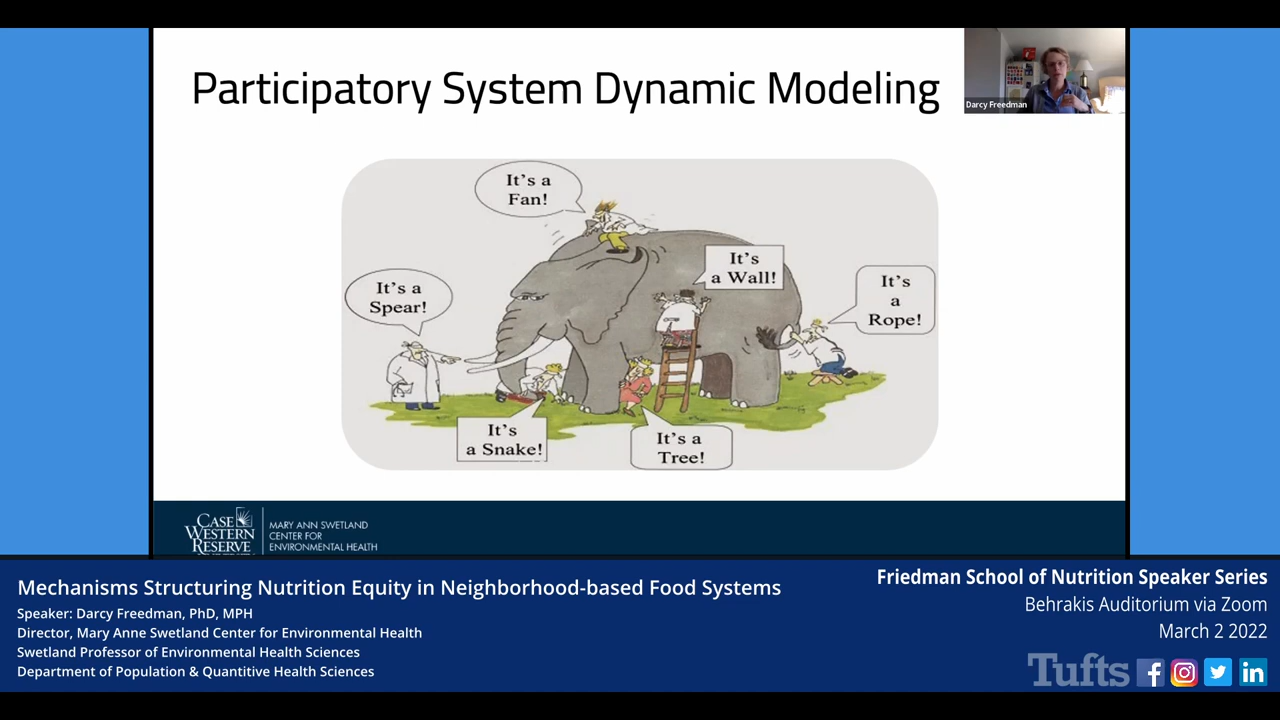 Participatory System Dynamic Modeling
Darcy Freedman
It's a
Fan!
It's a
Spear!
It's
a Wall!
It's
a
Rope!
It's
a Snake!
It's a
Tree!
CASE
WESTERN
RESERVE
MARY ANN SWETLAND
CENTER FOR
ENVIRONMENTAL HEALTH
Mechanisms Structuring Nutrition Equity in Neighborhood-based Food Systems
Speaker: Darcy Freedman, PhD, MPH
Director, Mary Anne Swetland Center for Environmental Health
Swetland Professor of Environmental Health Sciences
Department of Population & Quantitative Health Sciences
Friedman School of Nutrition Speaker Series
Behrakis Auditorium via Zoom
March 2 2022
Tufts